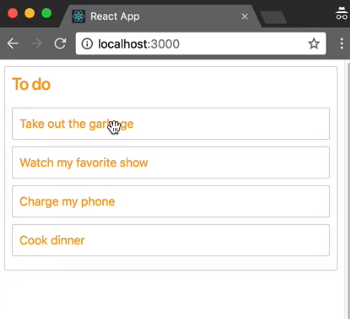 React App
localhost:3000
To do
Take out the garbage
Watch my favorite show
Charge my phone
Cook dinner